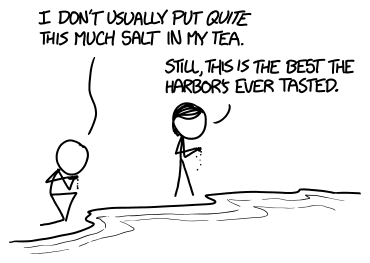 I DON'T USUALLY PUT QUITE
THIS MUCH SALT IN MY TEA.
STILL, THIS IS THE BEST THE
HARBOR'S EVER TASTED.